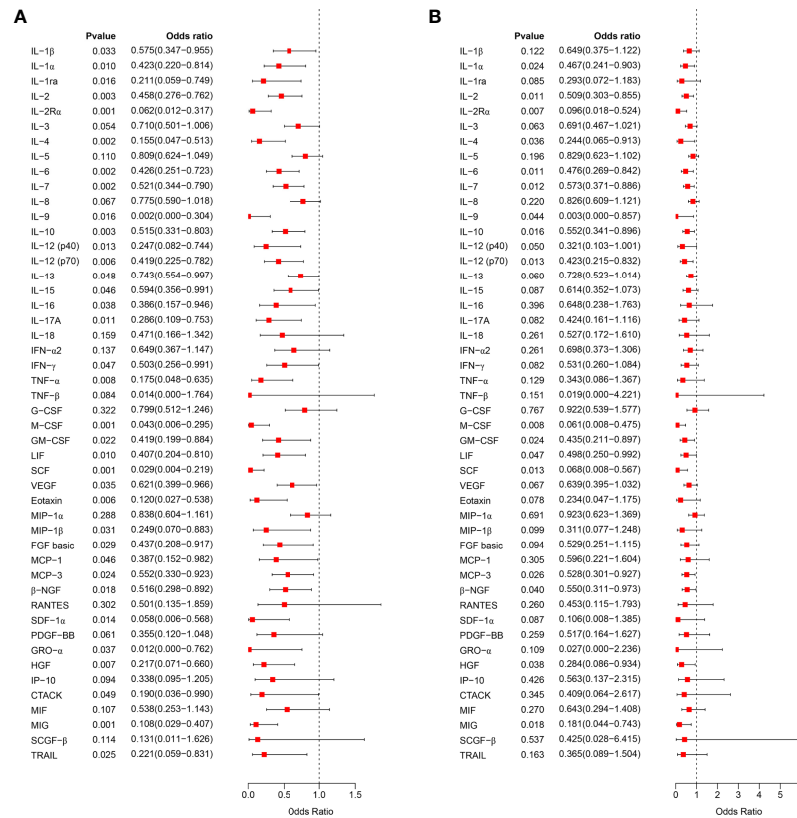 A
Pvalue Odds ratio
IL−1β 0.033 0.575(0.347−0.955)
IL−1α 0.010 0.423(0.220−0.814)
IL−1ra 0.016 0.211(0.059−0.749)
IL−2 0.003 0.458(0.276−0.762)
IL−2Rα 0.001 0.062(0.012−0.317)
IL−3 0.054 0.710(0.501−1.006)
IL−4 0.002 0.155(0.047−0.513)
IL−5 0.110 0.809(0.624−1.049)
IL−6 0.002 0.426(0.251−0.723)
IL−7 0.002 0.521(0.344−0.790)
IL−8 0.067 0.775(0.590−1.018)
IL−9 0.016 0.002(0.000−0.304)
IL−10 0.003 0.515(0.331−0.803)
IL−12 (p40) 0.013 0.247(0.082−0.744)
IL−12 (p70) 0.006 0.419(0.225−0.782)
IL−13 0.048 0.743(0.554−0.997)
IL−15 0.046 0.594(0.356−0.991)
IL−16 0.038 0.386(0.157−0.946)
IL−17A 0.011 0.286(0.109−0.753)
IL−18 0.159 0.471(0.166−1.342)
IFN−α2 0.137 0.649(0.367−1.147)
IFN−γ 0.047 0.503(0.256−0.991)
TNF−α 0.008 0.175(0.048−0.635)
TNF−β 0.084 0.014(0.000−1.764)
G−CSF 0.322 0.799(0.512−1.246)
M−CSF 0.001 0.043(0.006−0.295)
GM−CSF 0.022 0.419(0.199−0.884)
LIF 0.010 0.407(0.204−0.810)
SCF 0.001 0.029(0.004−0.219)
VEGF 0.035 0.621(0.399−0.966)
Eotaxin 0.006 0.120(0.027−0.538)
MIP−1α 0.288 0.838(0.604−1.161)
MIP−1β 0.031 0.249(0.070−0.883)
FGF basic 0.029 0.437(0.208−0.917)
MCP−1 0.046 0.387(0.152−0.982)
MCP−3 0.024 0.552(0.330−0.923)
β−NGF 0.018 0.516(0.298−0.892)
RANTES 0.302 0.501(0.135−1.859)
SDF−1α 0.014 0.058(0.006−0.568)
PDGF−BB 0.061 0.355(0.120−1.048)
GRO−α 0.037 0.012(0.000−0.762)
HGF 0.007 0.217(0.071−0.660)
IP−10 0.094 0.338(0.095−1.205)
CTACK 0.049 0.190(0.036−0.990)
MIF 0.107 0.538(0.253−1.143)
MIG 0.001 0.108(0.029−0.407)
SCGF−β 0.114 0.131(0.011−1.626)
TRAIL 0.025 0.221(0.059−0.831)
0.0 0.5 1.0 1.5
Odds Ratio
B
Pvalue Odds ratio
IL−1β 0.122 0.649(0.375−1.122)
IL−1α 0.024 0.467(0.241−0.903)
IL−1ra 0.085 0.293(0.072−1.183)
IL−2 0.011 0.509(0.303−0.855)
IL−2Rα 0.007 0.096(0.018−0.524)
IL−3 0.063 0.691(0.467−1.021)
IL−4 0.036 0.244(0.065−0.913)
IL−5 0.196 0.829(0.623−1.102)
IL−6 0.011 0.476(0.269−0.842)
IL−7 0.012 0.573(0.371−0.886)
IL−8 0.220 0.826(0.609−1.121)
IL−9 0.044 0.003(0.000−0.857)
IL−10 0.016 0.552(0.341−0.896)
IL−12 (p40) 0.050 0.321(0.103−1.001)
IL−12 (p70) 0.013 0.423(0.215−0.832)
IL−13 0.060 0.728(0.523−1.014)
IL−15 0.087 0.614(0.352−1.073)
IL−16 0.396 0.648(0.238−1.763)
IL−17A 0.082 0.424(0.161−1.116)
IL−18 0.261 0.527(0.172−1.610)
IFN−α2 0.261 0.698(0.373−1.306)
IFN−γ 0.082 0.531(0.260−1.084)
TNF−α 0.129 0.343(0.086−1.367)
TNF−β 0.151 0.019(0.000−4.221)
G−CSF 0.767 0.922(0.539−1.577)
M−CSF 0.008 0.061(0.008−0.475)
GM−CSF 0.024 0.435(0.211−0.897)
LIF 0.047 0.498(0.250−0.992)
SCF 0.013 0.068(0.008−0.567)
VEGF 0.067 0.639(0.395−1.032)
Eotaxin 0.078 0.234(0.047−1.175)
MIP−1α 0.691 0.923(0.623−1.369)
MIP−1β 0.099 0.311(0.077−1.248)
FGF basic 0.094 0.529(0.251−1.115)
MCP−1 0.305 0.596(0.221−1.604)
MCP−3 0.026 0.528(0.301−0.927)
β−NGF 0.040 0.550(0.311−0.973)
RANTES 0.260 0.453(0.115−1.793)
SDF−1α 0.087 0.106(0.008−1.385)
PDGF−BB 0.259 0.517(0.164−1.627)
GRO−α 0.109 0.027(0.000−2.236)
HGF 0.038 0.284(0.086−0.934)
IP−10 0.426 0.563(0.137−2.315)
CTACK 0.345 0.409(0.064−2.617)
MIF 0.270 0.643(0.294−1.408)
MIG 0.018 0.181(0.044−0.743)
SCGF−β 0.537 0.425(0.028−6.415)
TRAIL 0.163 0.365(0.089−1.504)
0 1 2 3 4 5
Odds Ratio